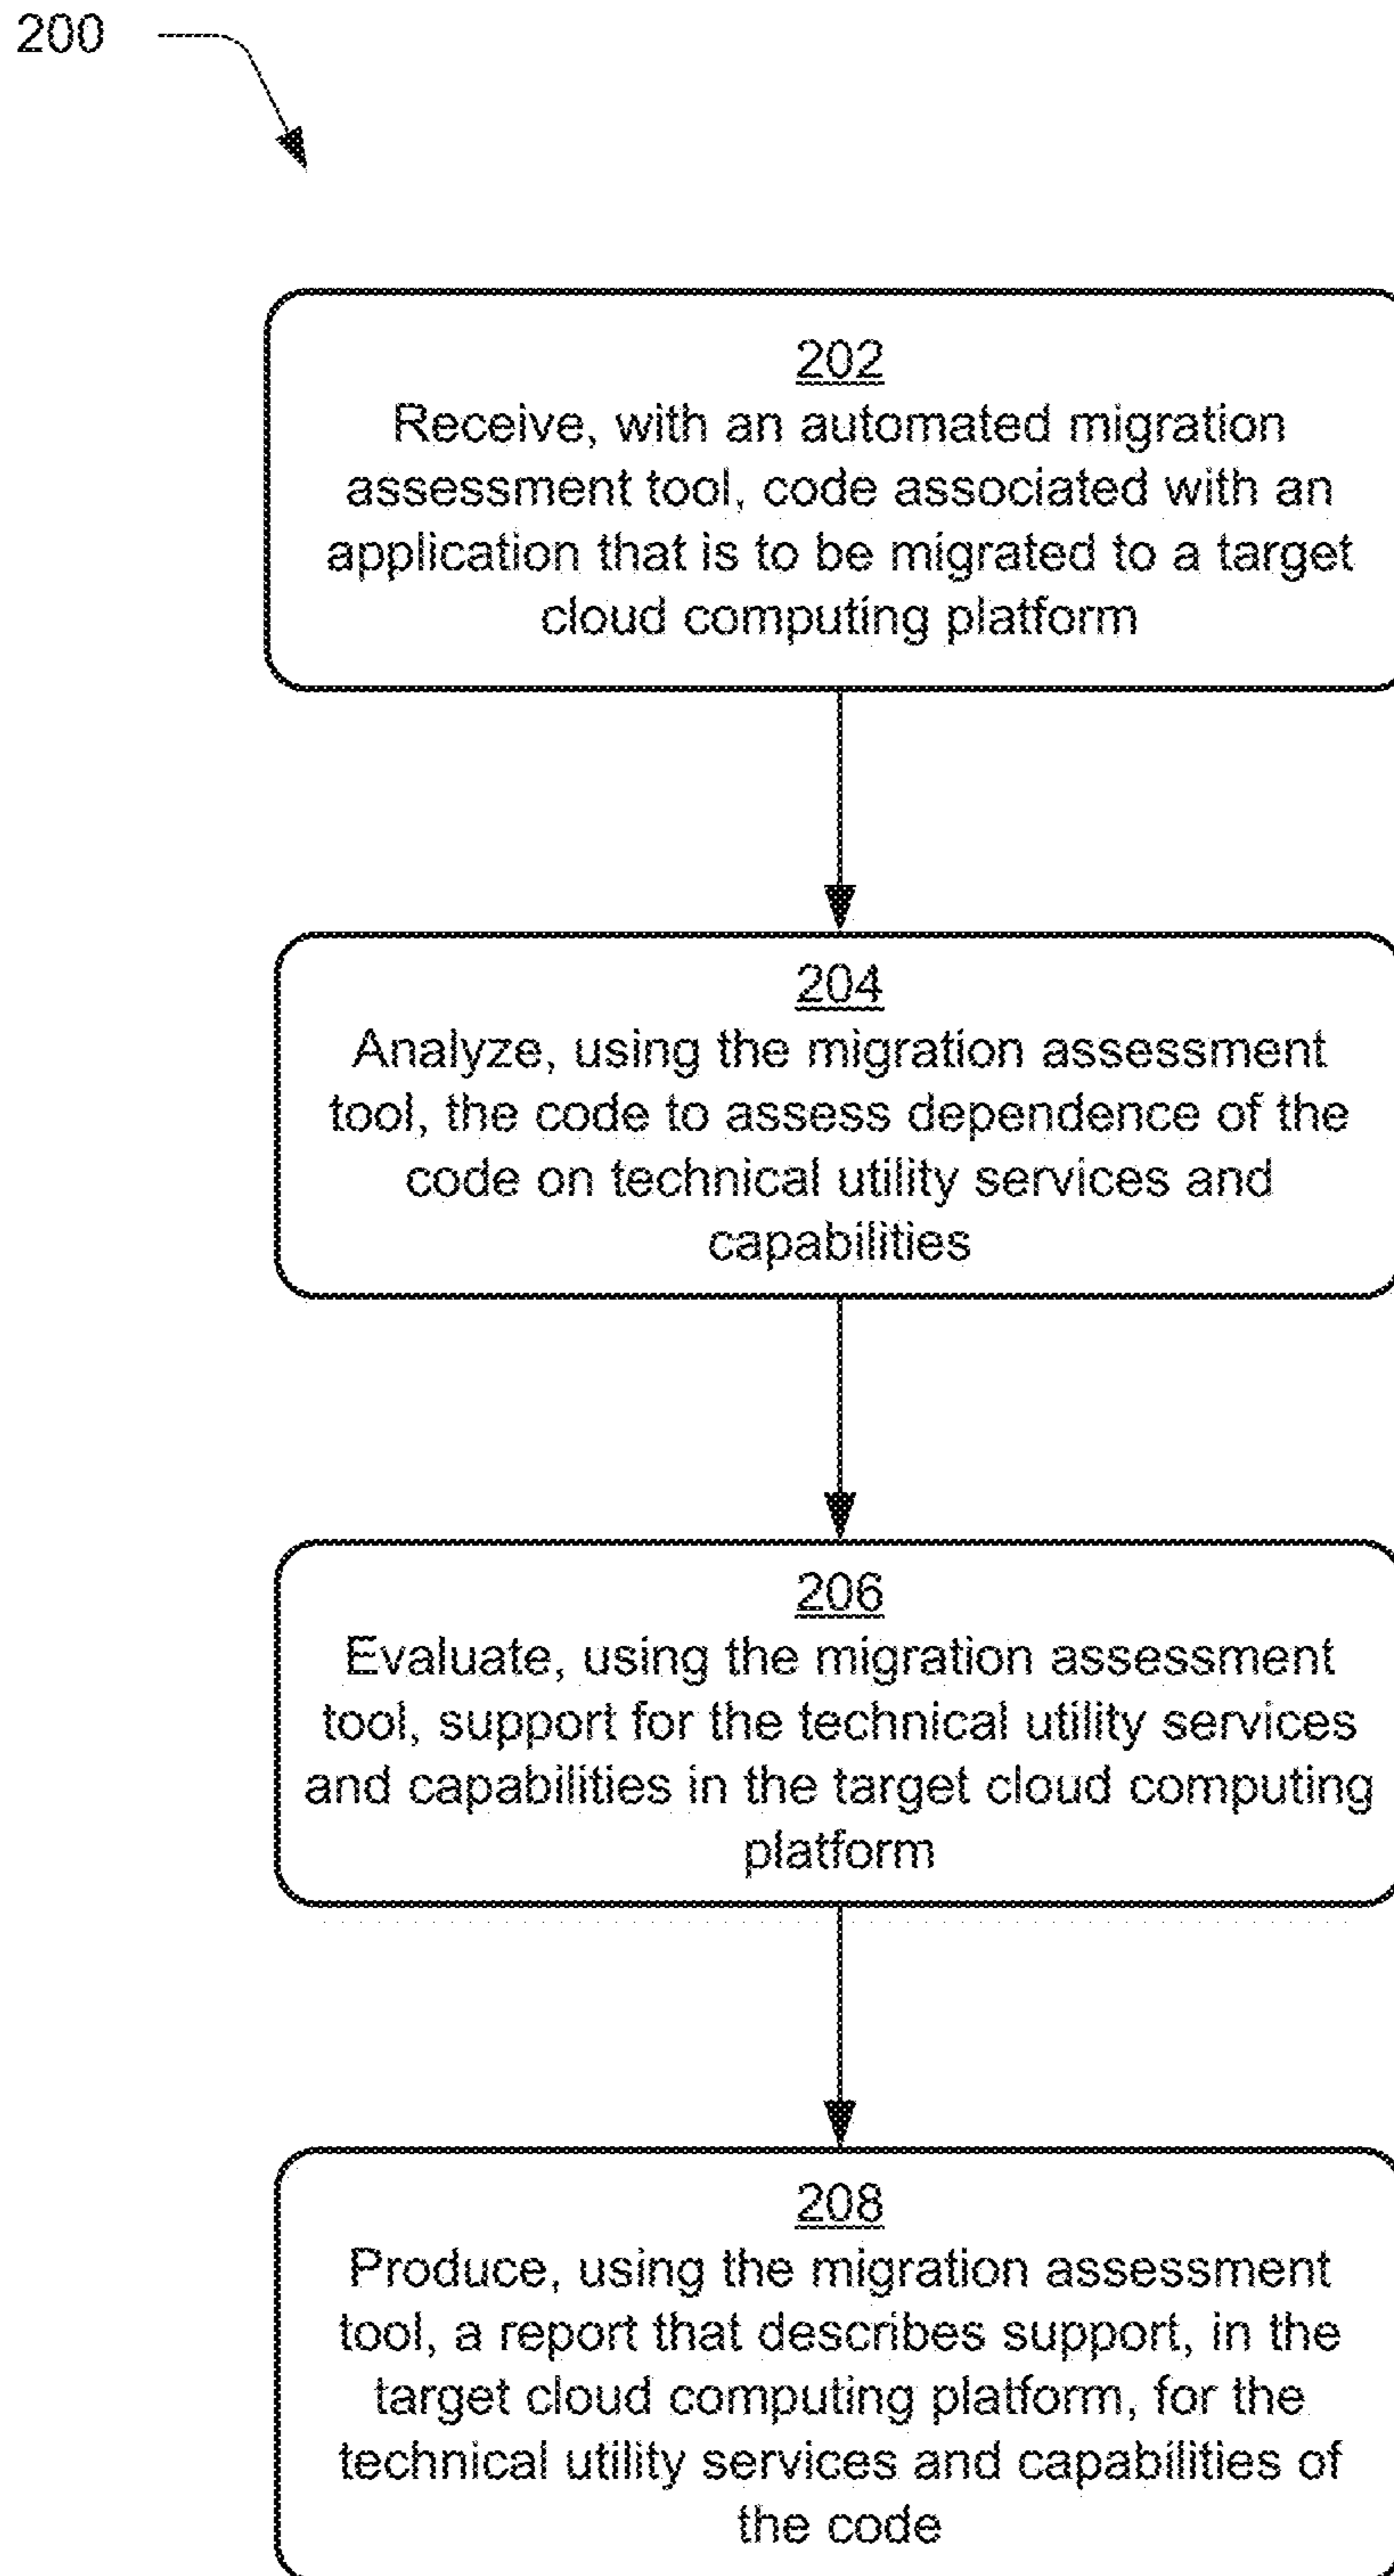 200
202
Receive, with an automated migration
assessment tool, code associated with an
application that is to be migrated to a target
cloud computing platform
204
Analyze, using the migration assessment
tool, the code to assess dependence of the
code on technical utility services and
capabilities
206
Evaluate, using the migration assessment
tool, support for the technical utility services
and capabilities in the target cloud computing
platform
208
Produce, using the migration assessment
tool, a report that describes support, in the
target cloud computing platform, for the
technical utility services and capabilities of
the code